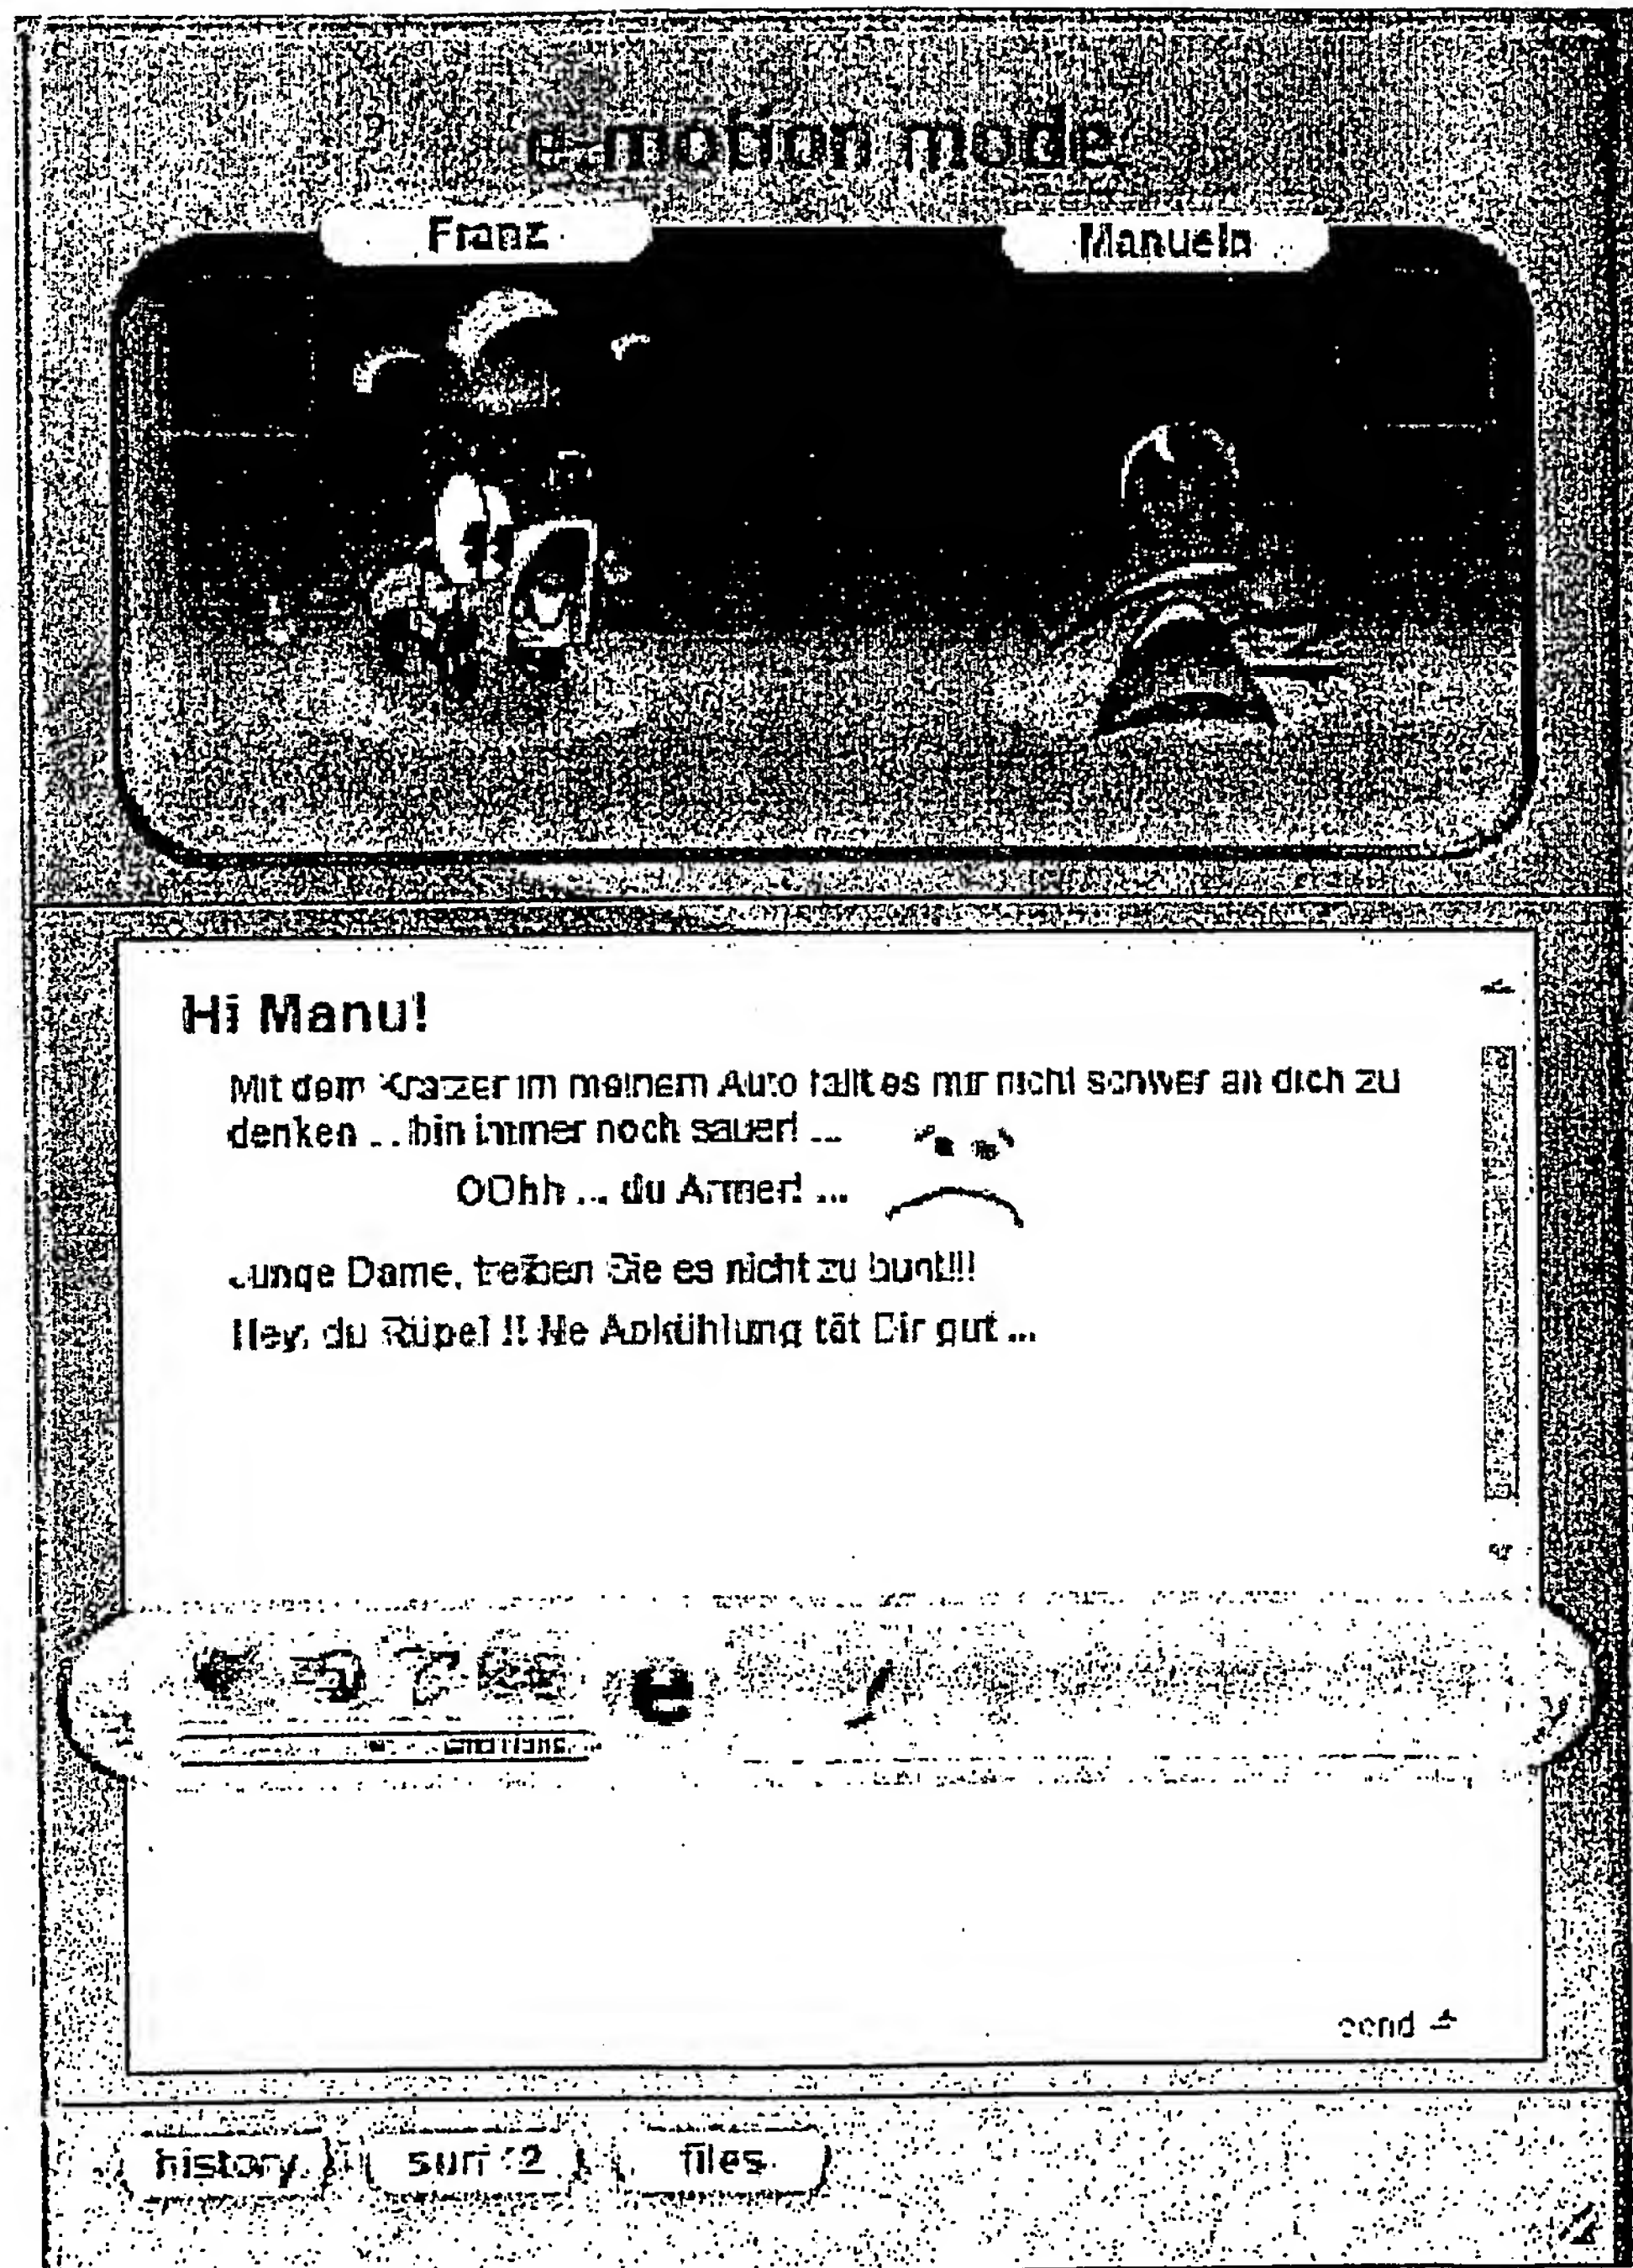 e-motion mode
Franz
Manuela
Hi Manu!
Mit dem Kratzer im meinem Auto fällt es mir nicht schwer an dich zu
denken ... bin immer noch sauer! ...
OOhh ... du Armer! ...
Junge Dame, treiben Sie es nicht zu bunt!!!
Hey, du Rüpel !! Ne Abkühlung tät Dir gut ...
e
emotions
send
history
surf 2
files